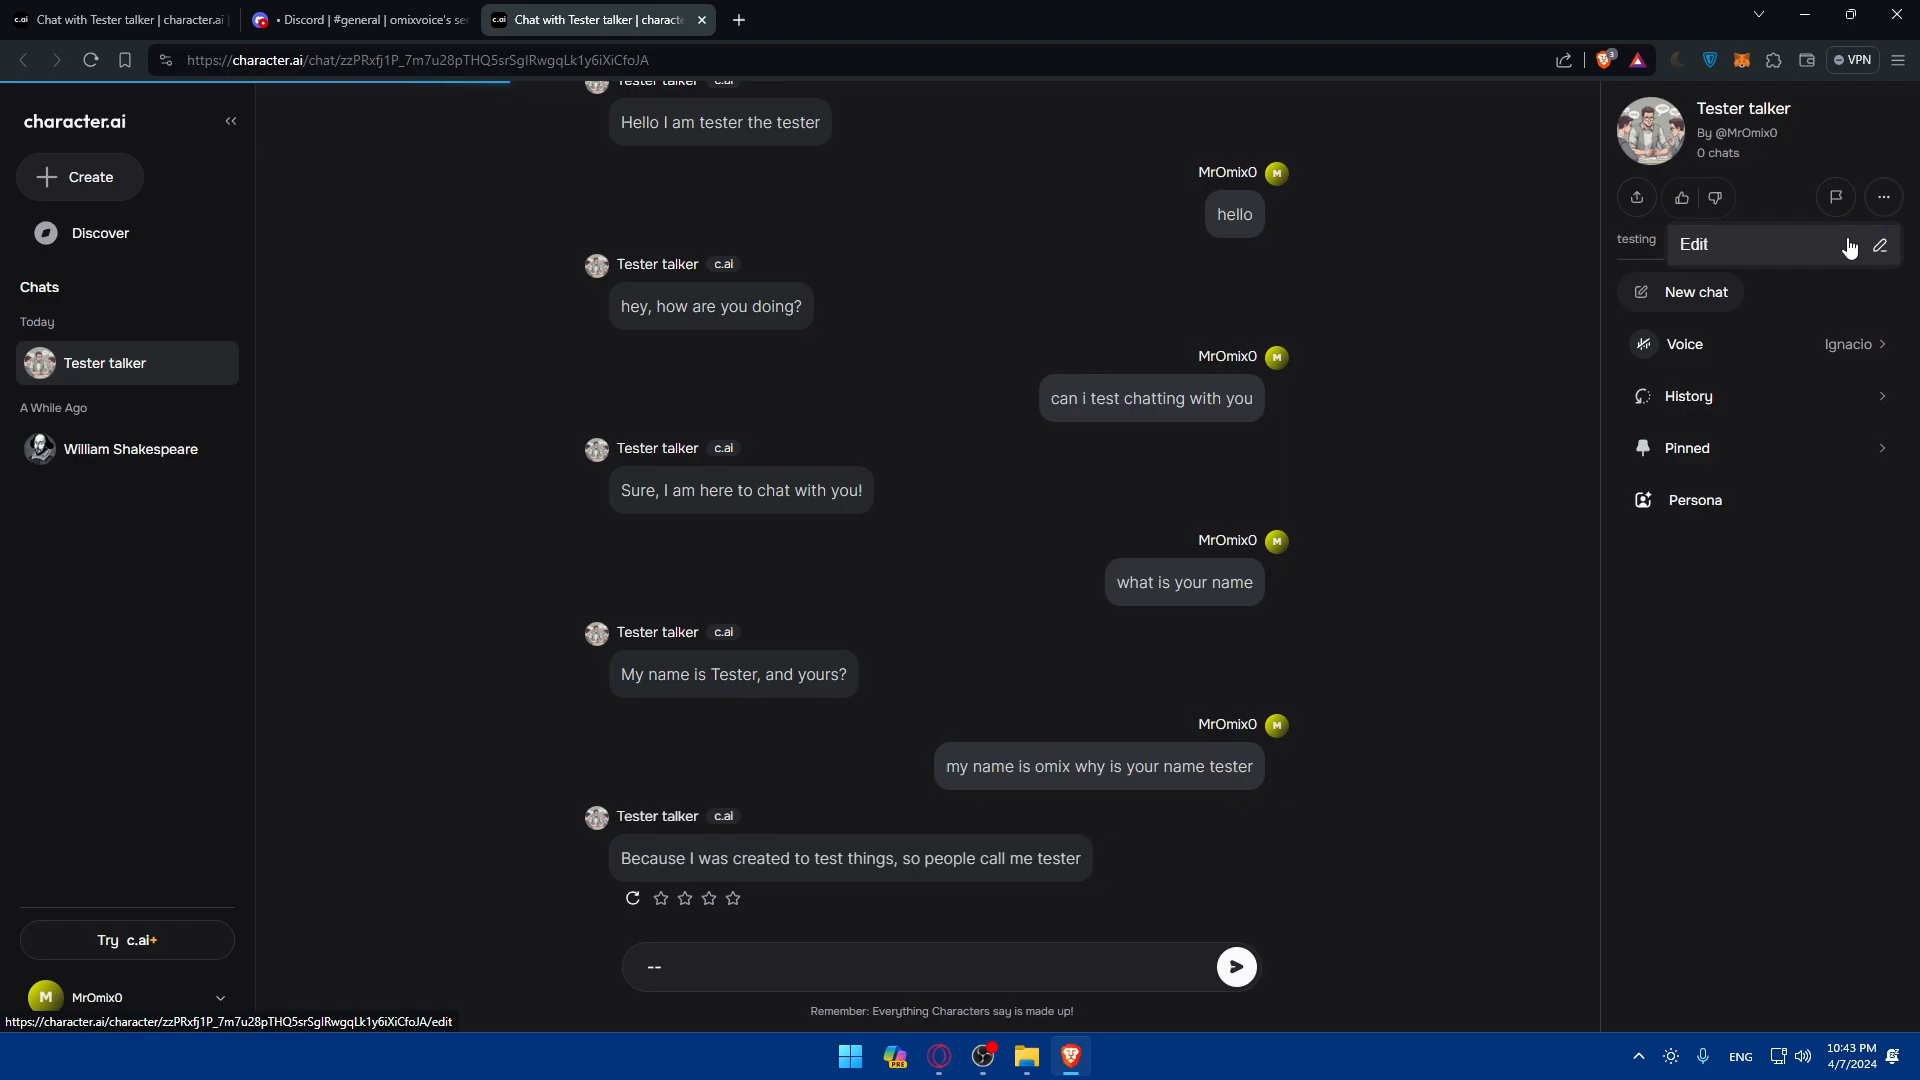 Chat with Tester talker | character.ai
• Discord | #general | omixvoice's se
Chat with Tester talker | characte
https://character.ai/chat/zzPRxfj1P_7m7u28pTHQ5srSglRwgqLk1y6iXiCfoJA
3
VPN
character.ai
Create
Discover
Chats
Today
Tester talker
A While Ago
William Shakespeare
Try c.ai+
M
MrOmix0
https://character.ai/character/zzPRxfj1P_7m7u28pTHQ5srSglRwgqLk1y6iXiCfoJA/edit
Tester talker c.ai
Hello I am tester the tester
MrOmix0 M
hello
Tester talker c.ai
hey, how are you doing?
MrOmix0 M
can i test chatting with you
Tester talker c.ai
Sure, I am here to chat with you!
MrOmix0 M
what is your name
Tester talker c.ai
My name is Tester, and yours?
MrOmix0 M
my name is omix why is your name tester
Tester talker c.ai
Because I was created to test things, so people call me tester
--
Remember: Everything Characters say is made up!
Tester talker
By @MrOmix0
0 chats
testing
Edit
New chat
Voice
Ignacio
History
Pinned
Persona
PRE
ENG
10:43 PM
4/7/2024